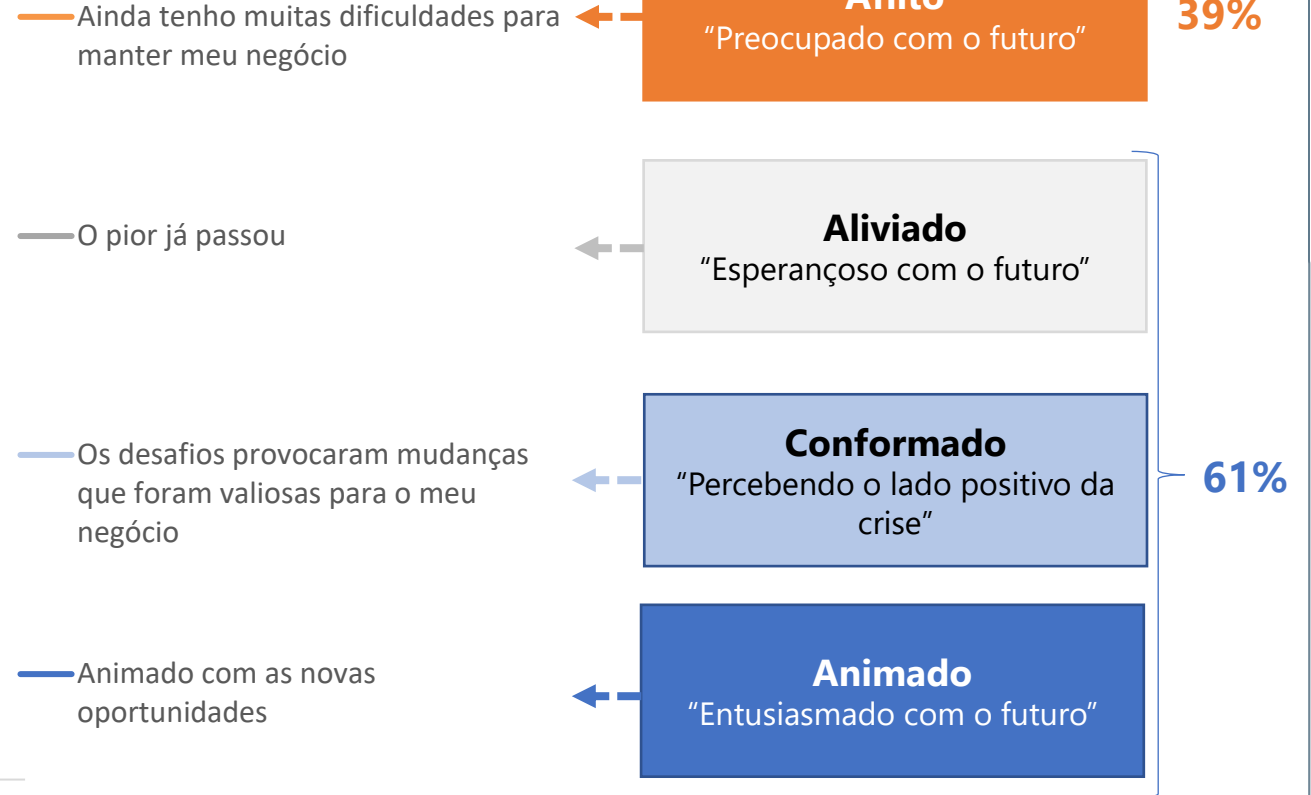 Ainda tenho muitas dificuldades para
manter meu negócio
“Preocupado com o futuro”
39%
O pior já passou
Aliviado
“Esperançoso com o futuro”
Os desafios provocaram mudanças
que foram valiosas para o meu
negócio
Conformado
“Percebendo o lado positivo da
crise”
61%
Animado com as novas
oportunidades
Animado
“Entusiasmado com o futuro”